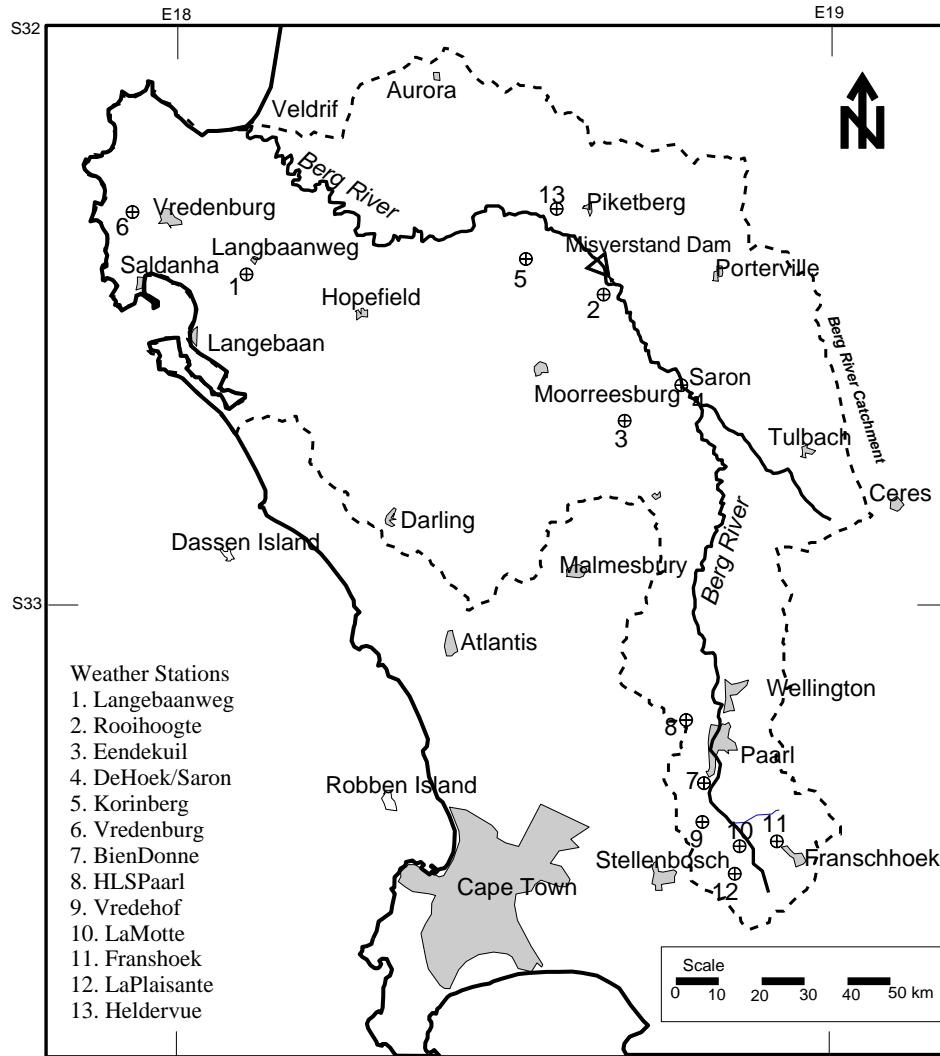 E18
E19
S32
Aurora
Veldrif
N
Berg River
13
Piketberg
6
Vredenburg
Misverstand Dam
Langbaanweg
5
Saldanha
1
Porterville
2
Hopefield
Langebaan
Berg River Catchment
Saron
Moorreesburg
4
3
Tulbach
Ceres
Darling
Dassen Island
Berg River
Malmesbury
S33
Atlantis
Weather Stations
1. Langebaanweg
2. Rooihoogte
3. Eendekuil
4. DeHoek/Saron
5. Korinberg
6. Vredenburg
7. BienDonne
8. HLSPaarl
9. Vredehof
10. LaMotte
11. Franshoek
12. LaPlaisante
13. Heldervue
Wellington
8
Paarl
7
Robben Island
9
10
11
Stellenbosch
Franschhoek
12
Cape Town
Scale
0 10 20 30 40 50 km